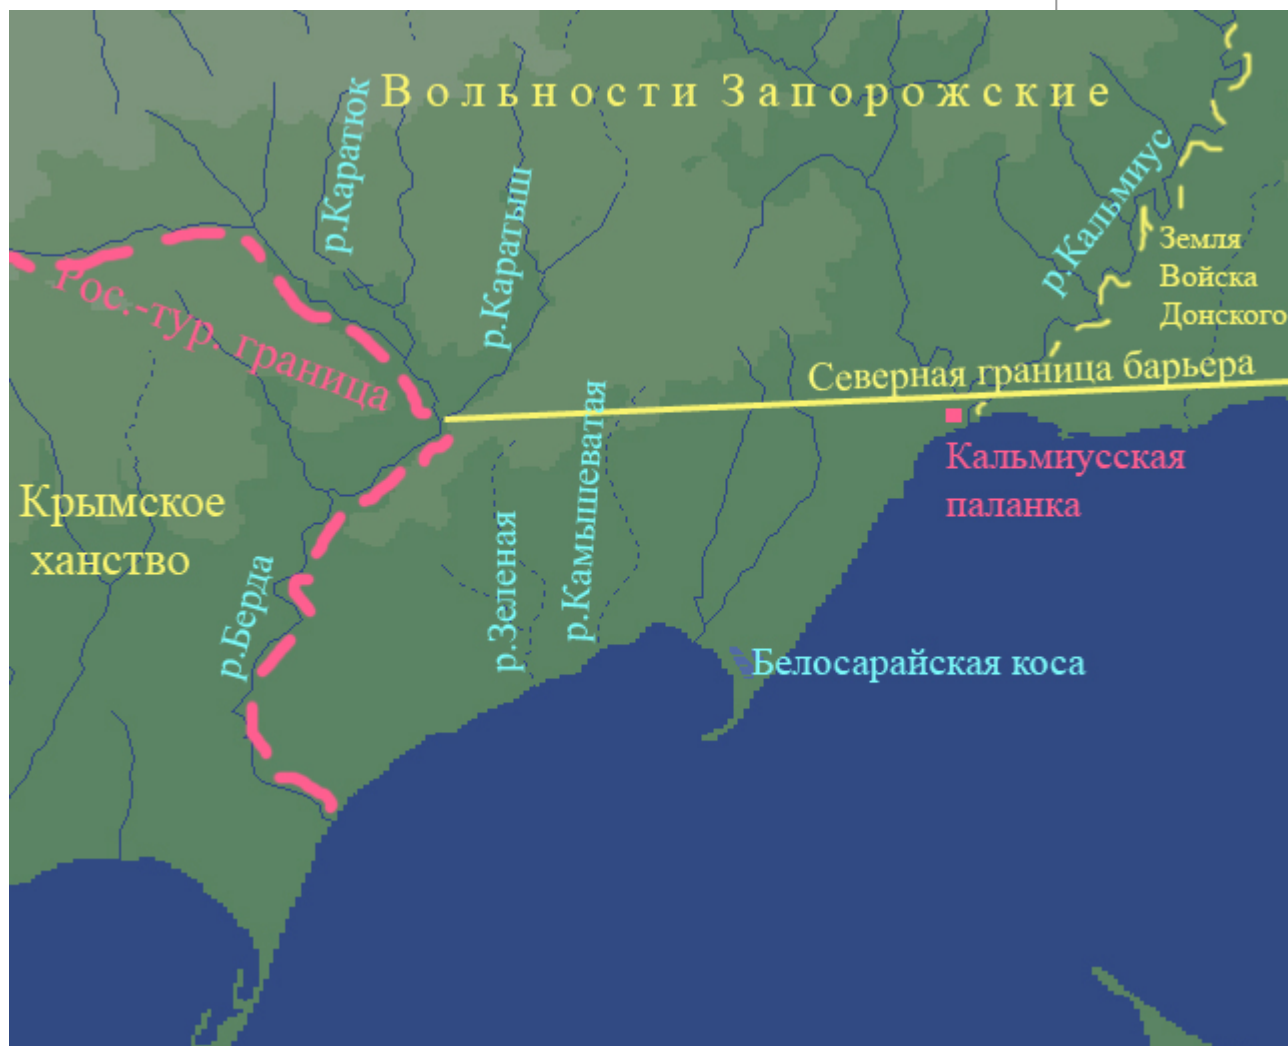 Вольности Запорожские
р.Каратюк
р.Каратыш
р.Кальмиус
Земля
Войска
Донского
Рос.-тур. граница
Северная граница барьера
Кальмиусская
паланка
Крымское
ханство
р.Берда
р.Зеленая
р.Камышеватая
Белосарайская коса